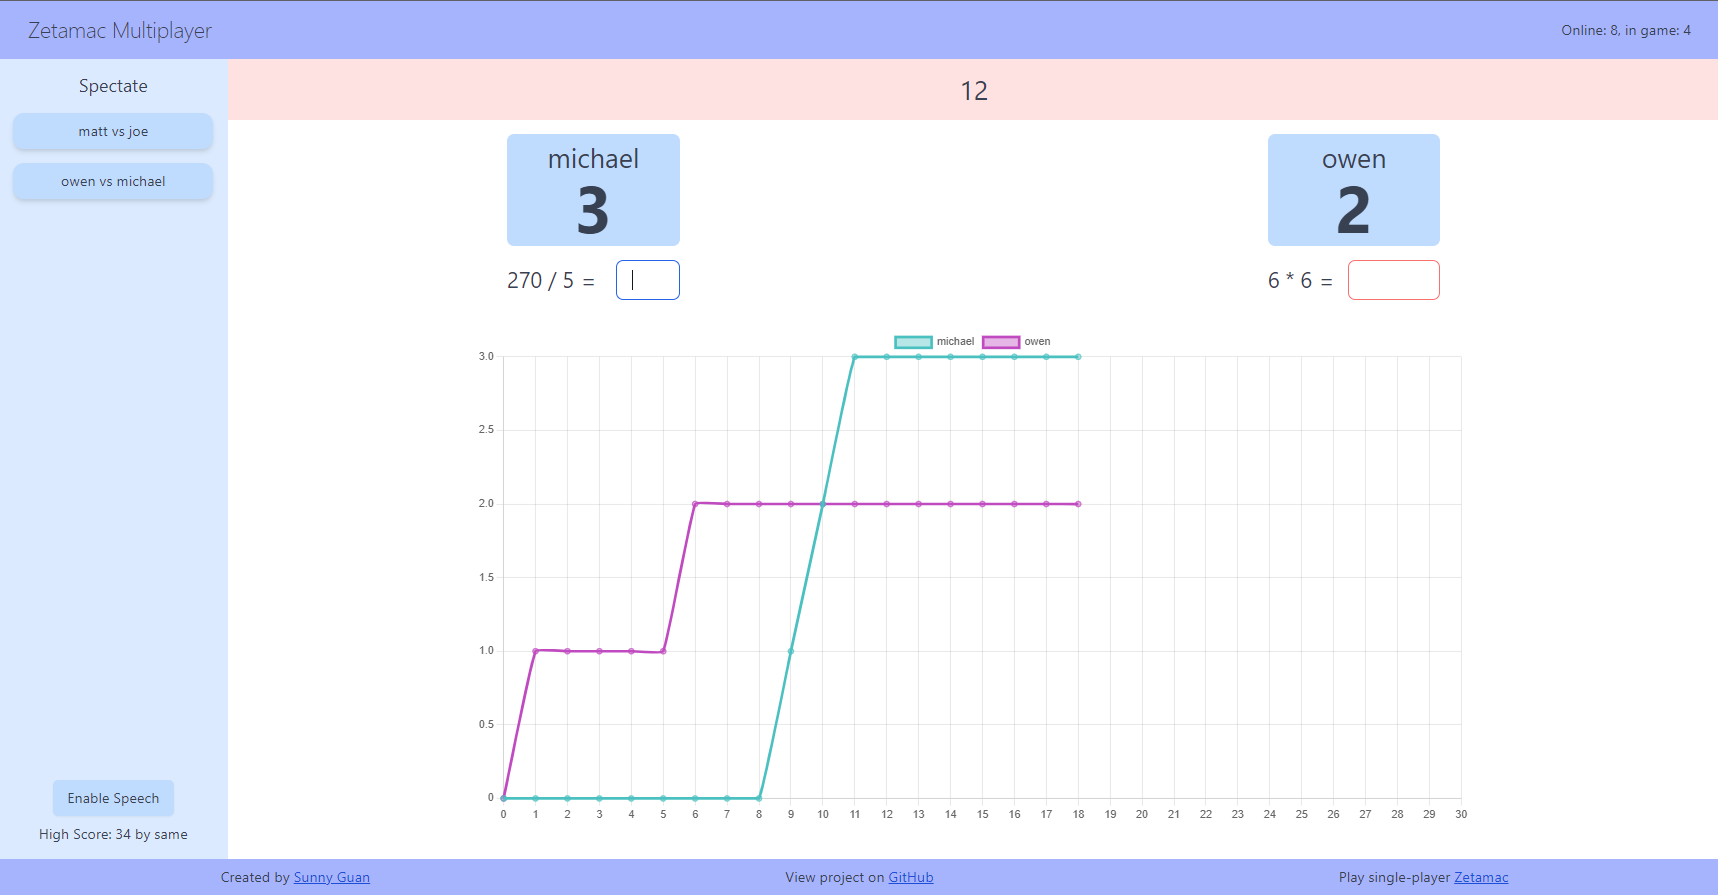 Zetamac Multiplayer
Online: 8, in game: 4
Spectate
matt vs joe
owen vs michael
Enable Speech
High Score: 34 by same
12
michael
3
270 / 5 =
owen
2
6 * 6 =
michael owen
3.0
2.5
2.0
1.5
1.0
0.5
0
0 1 2 3 4 5 6 7 8 9 10 11 12 13 14 15 16 17 18 19 20 21 22 23 24 25 26 27 28 29 30
Created by Sunny Guan
View project on GitHub
Play single-player Zetamac